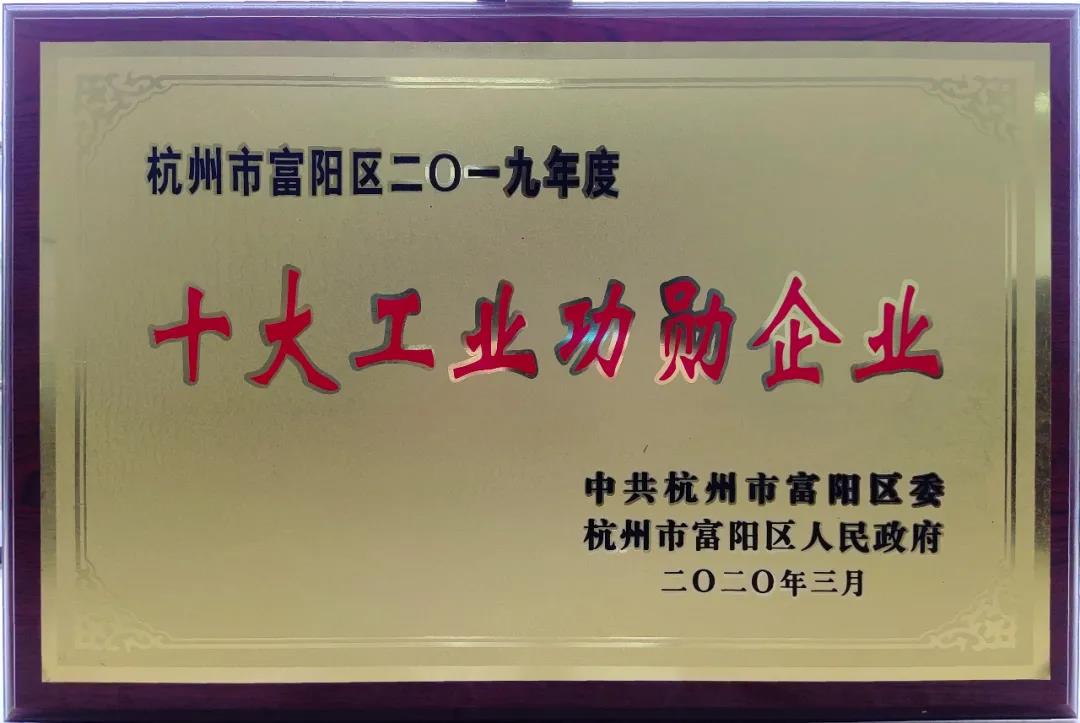 杭州市富阳区二〇一九年度
十大工业功勋企业
中共杭州市富阳区委
杭州市富阳区人民政府
二〇二〇年三月